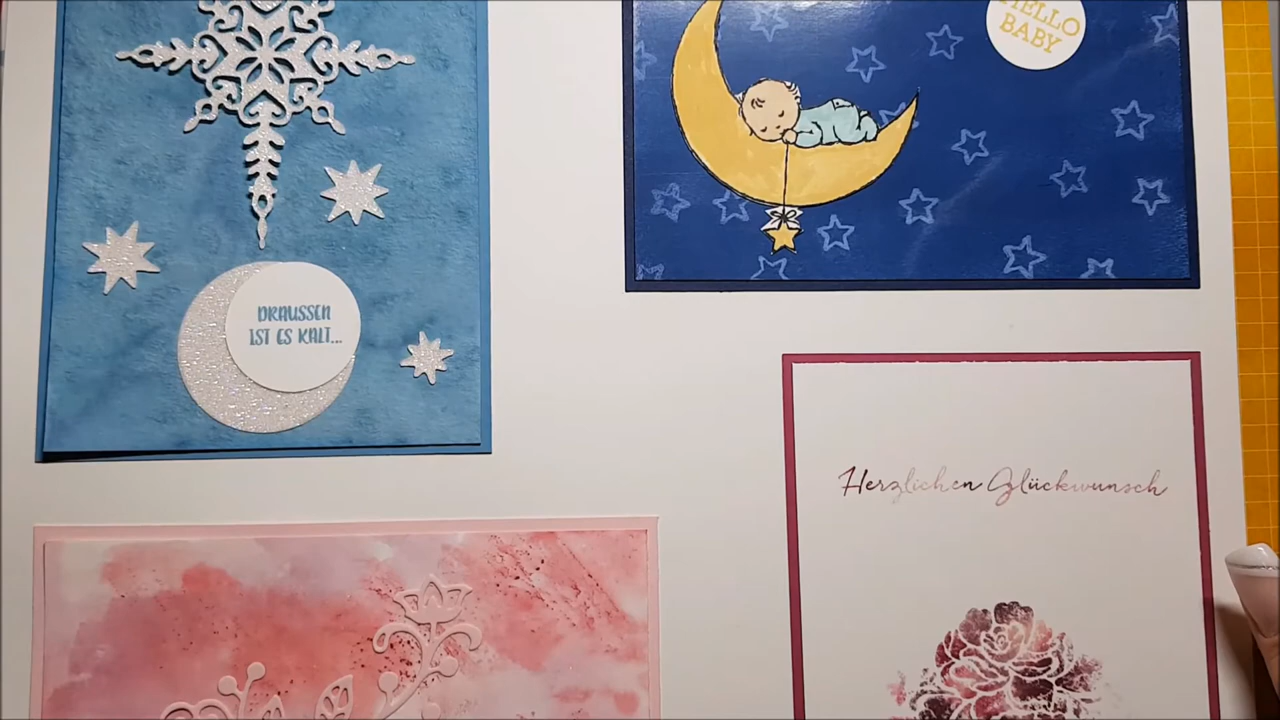 HELLO
BABY
DRAUSSEN
IST ES KALT...
Herzlichen Glückwunsch